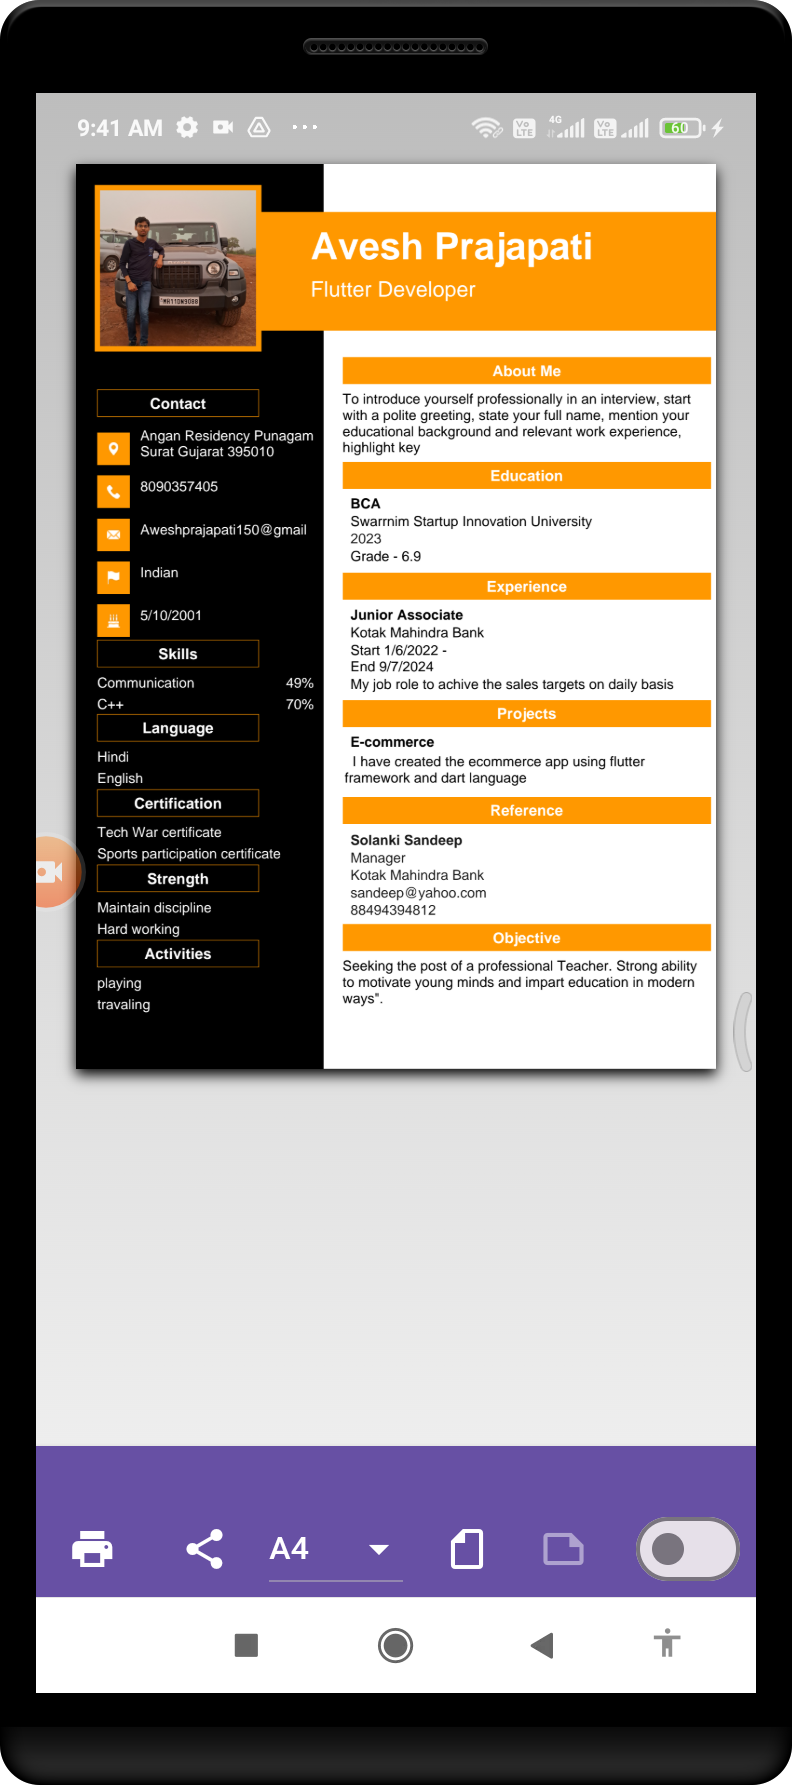 9:41 AM
4G
Vo LTE
Vo LTE
60
Avesh Prajapati
Flutter Developer
Contact
Angan Residency Punagam
Surat Gujarat 395010
8090357405
Aweshprajapati150@gmail
Indian
5/10/2001
Skills
Communication 49%
C++ 70%
Language
Hindi
English
Certification
Tech War certificate
Sports participation certificate
Strength
Maintain discipline
Hard working
Activities
playing
travaling
About Me
To introduce yourself professionally in an interview, start
with a polite greeting, state your full name, mention your
educational background and relevant work experience,
highlight key
Education
BCA
Swarrnim Startup Innovation University
2023
Grade - 6.9
Experience
Junior Associate
Kotak Mahindra Bank
Start 1/6/2022 -
End 9/7/2024
My job role to achive the sales targets on daily basis
Projects
E-commerce
I have created the ecommerce app using flutter
framework and dart language
Reference
Solanki Sandeep
Manager
Kotak Mahindra Bank
sandeep@yahoo.com
88494394812
Objective
Seeking the post of a professional Teacher. Strong ability
to motivate young minds and impart education in modern
ways".
A4